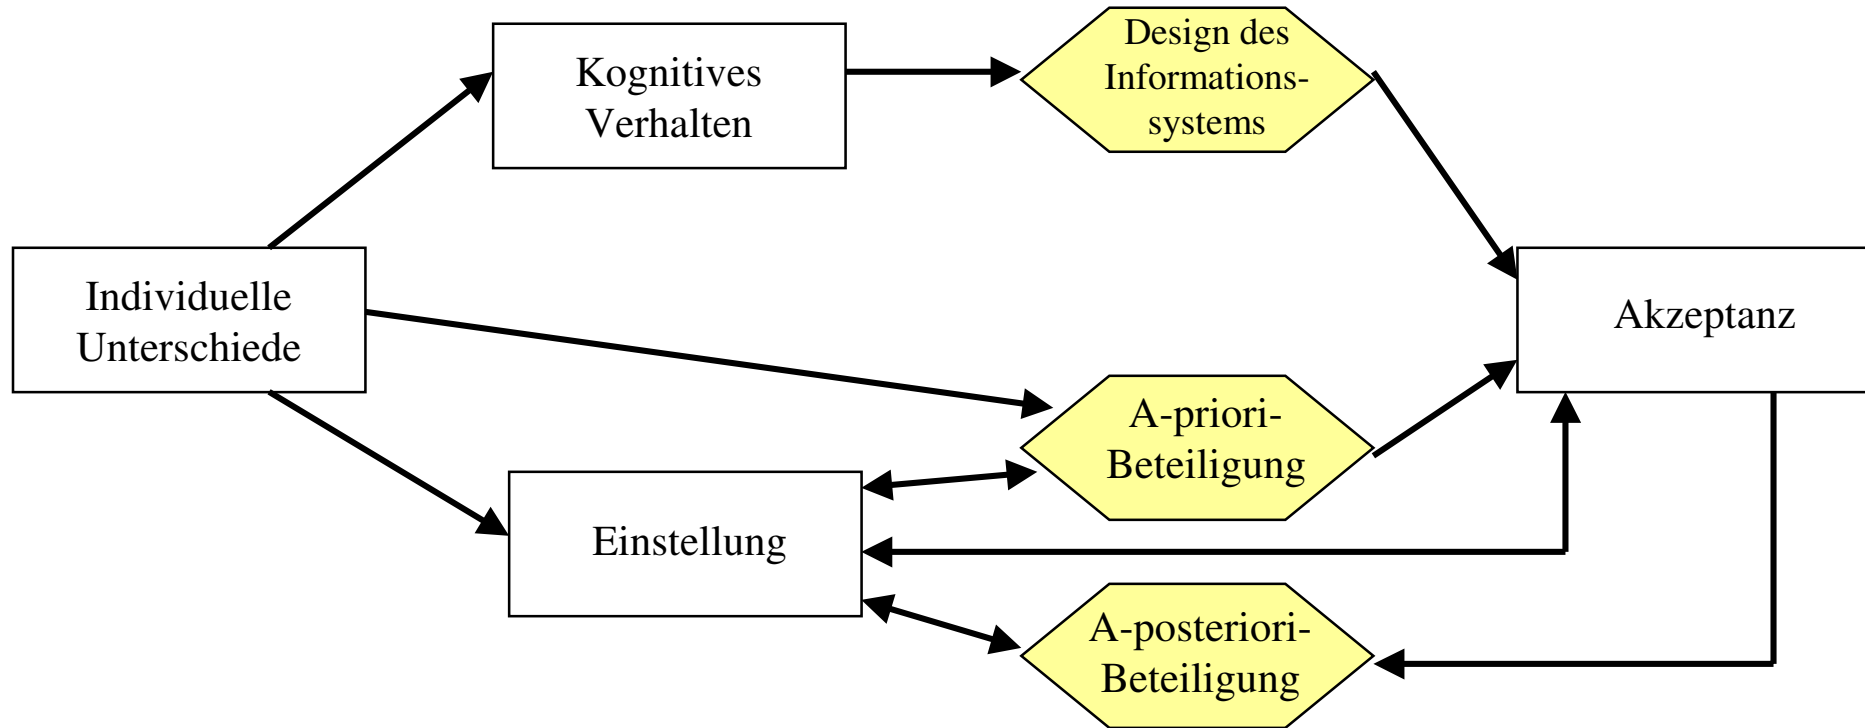 Design des
Informations-
systems
Kognitives
Verhalten
Individuelle
Unterschiede
Akzeptanz
A-priori-
Beteiligung
Einstellung
A-posteriori-
Beteiligung